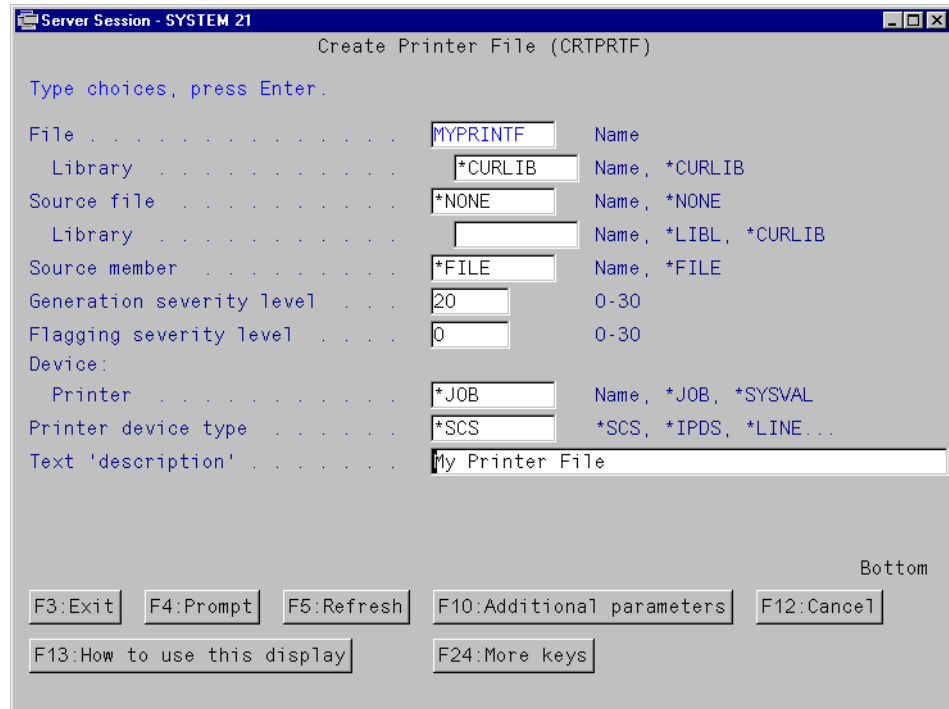 Server Session - SYSTEM 21
Create Printer File (CRTPRTF)
Type choices, press Enter.
File . . . . . . . . . . . . . . MYPRINTF Name
Library . . . . . . . . . . . *CURLIB Name, *CURLIB
Source file . . . . . . . . . . *NONE Name, *NONE
Library . . . . . . . . . . . Name, *LIBL, *CURLIB
Source member . . . . . . . . . *FILE Name, *FILE
Generation severity level . . . 20 0-30
Flagging severity level . . . . 0 0-30
Device:
Printer . . . . . . . . . . . *JOB Name, *JOB, *SYSVAL
Printer device type . . . . . . *SCS *SCS, *IPDS, *LINE...
Text 'description' . . . . . . . My Printer File
Bottom
F3:Exit F4:Prompt F5:Refresh F10:Additional parameters F12:Cancel
F13:How to use this display F24:More keys